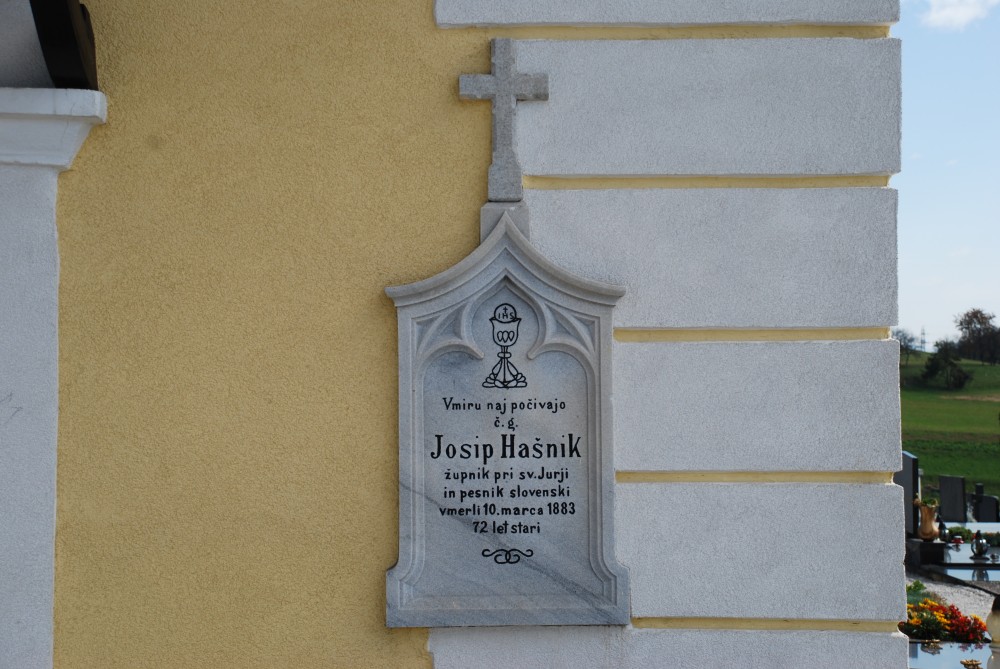 IHS
Vmiru naj počivajo
č. g.
Josip Hašnik
župnik pri sv. Jurji
in pesnik slovenski
vmerli 10. marca 1883
72 let stari